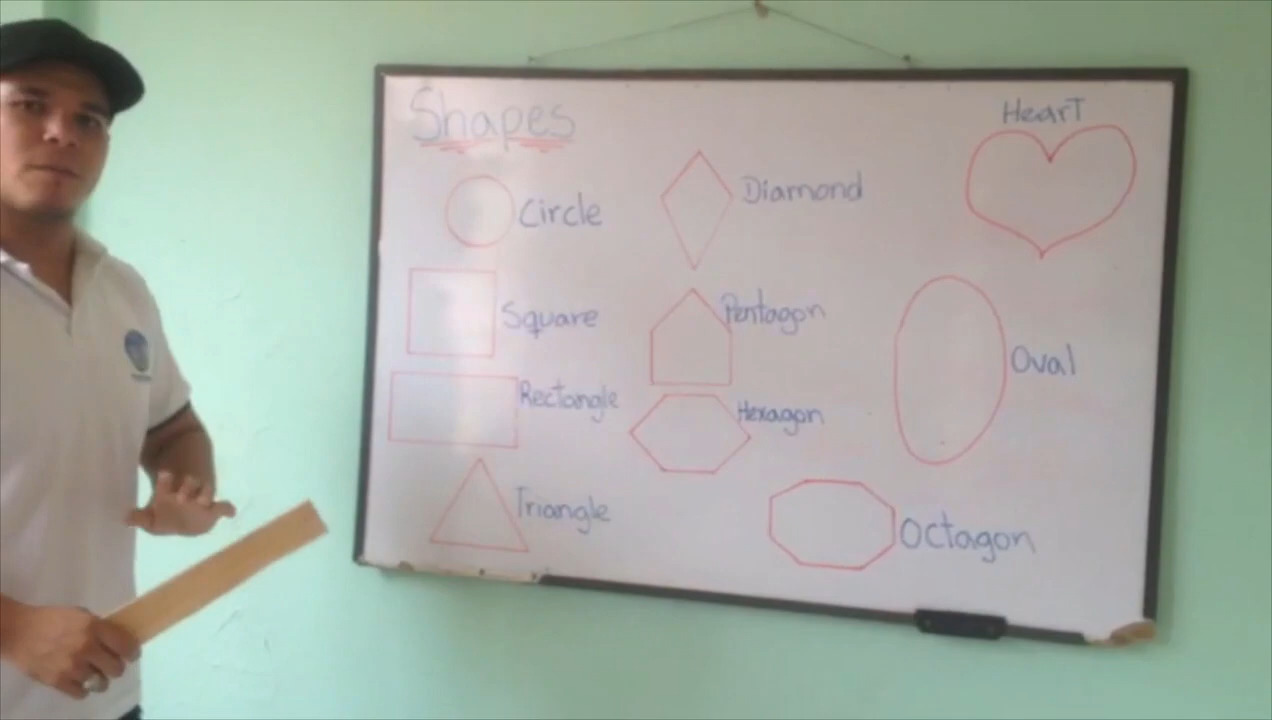 Shapes
Circle
Square
Rectangle
Triangle
Diamond
Pentagon
Hexagon
Heart
Oval
Octagon